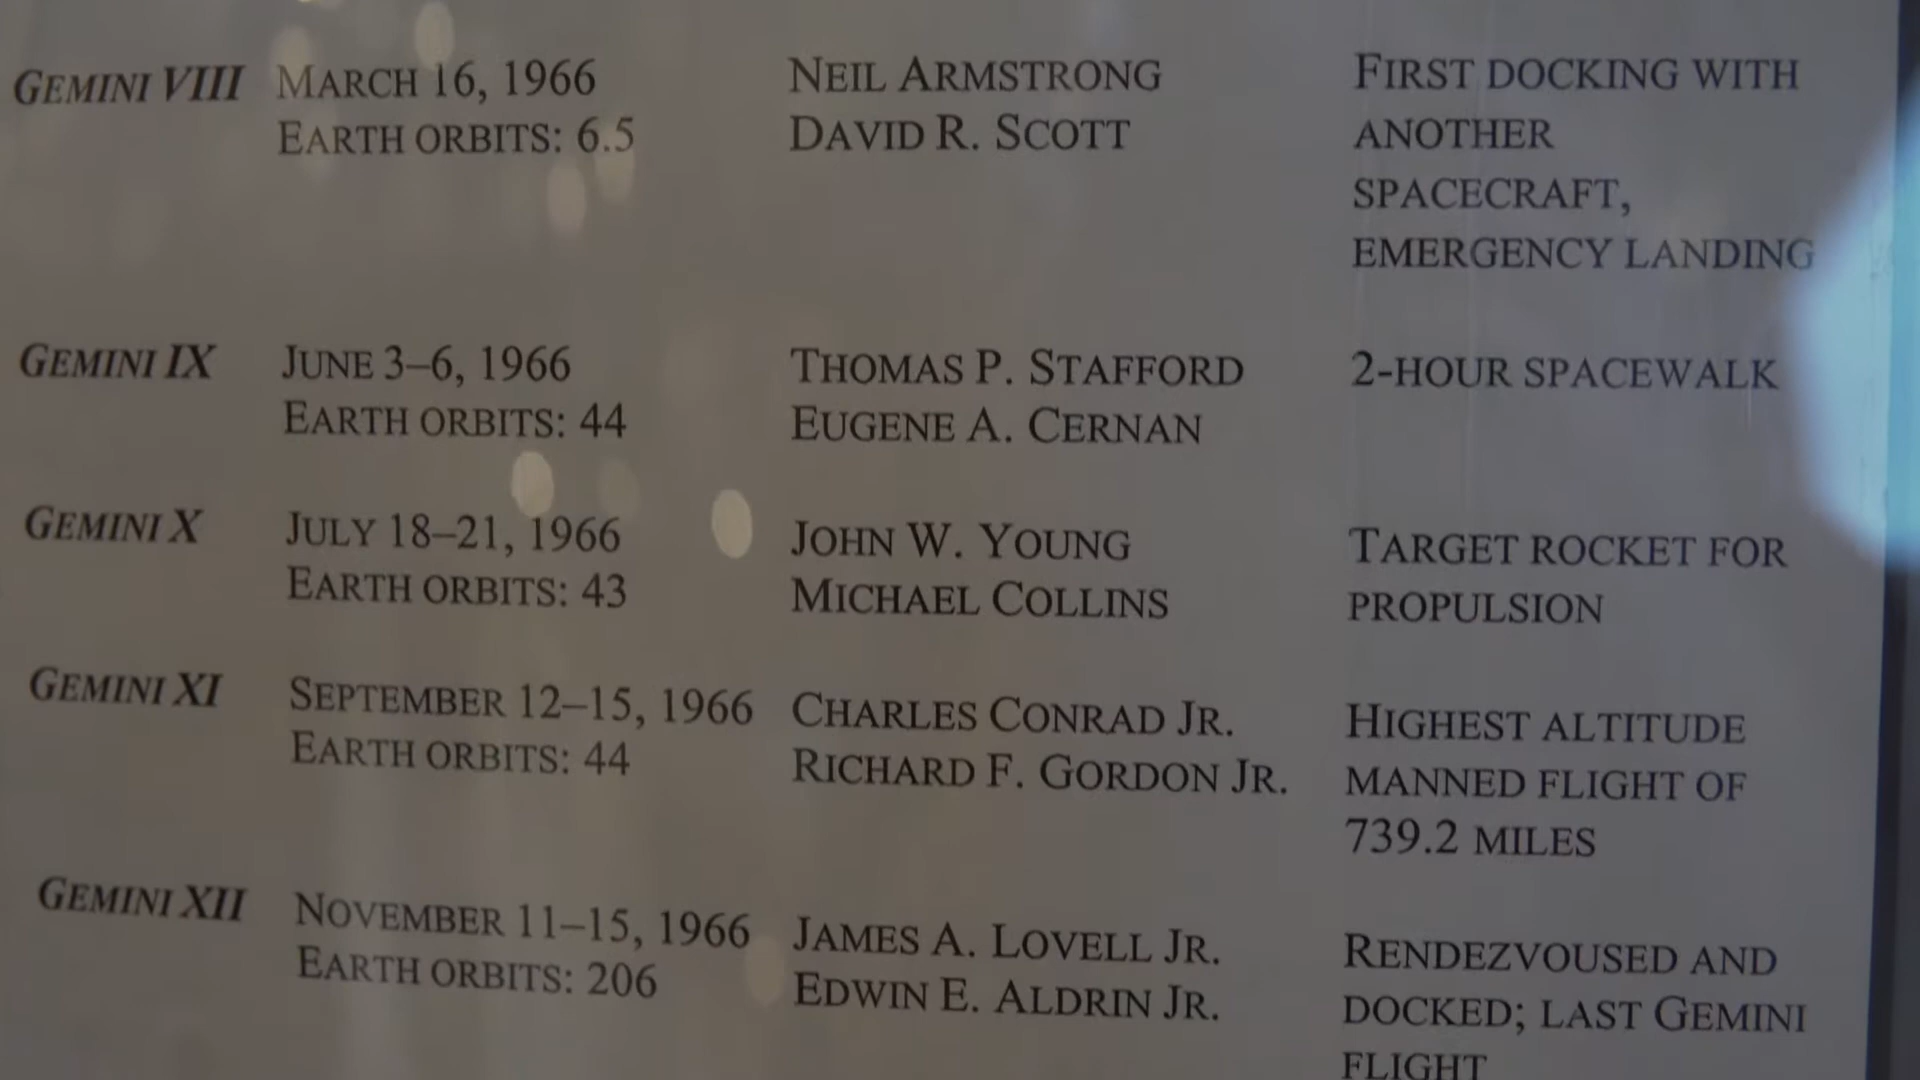 GEMINI VIII MARCH 16, 1966 NEIL ARMSTRONG FIRST DOCKING WITH
EARTH ORBITS: 6.5 DAVID R. SCOTT ANOTHER
SPACECRAFT,
EMERGENCY LANDING
GEMINI IX JUNE 3–6, 1966 THOMAS P. STAFFORD 2-HOUR SPACEWALK
EARTH ORBITS: 44 EUGENE A. CERNAN
GEMINI X JULY 18–21, 1966 JOHN W. YOUNG TARGET ROCKET FOR
EARTH ORBITS: 43 MICHAEL COLLINS PROPULSION
GEMINI XI SEPTEMBER 12–15, 1966 CHARLES CONRAD JR. HIGHEST ALTITUDE
EARTH ORBITS: 44 RICHARD F. GORDON JR. MANNED FLIGHT OF
739.2 MILES
GEMINI XII NOVEMBER 11–15, 1966 JAMES A. LOVELL JR. RENDEZVOUSED AND
EARTH ORBITS: 206 EDWIN E. ALDRIN JR. DOCKED; LAST GEMINI
FLIGHT